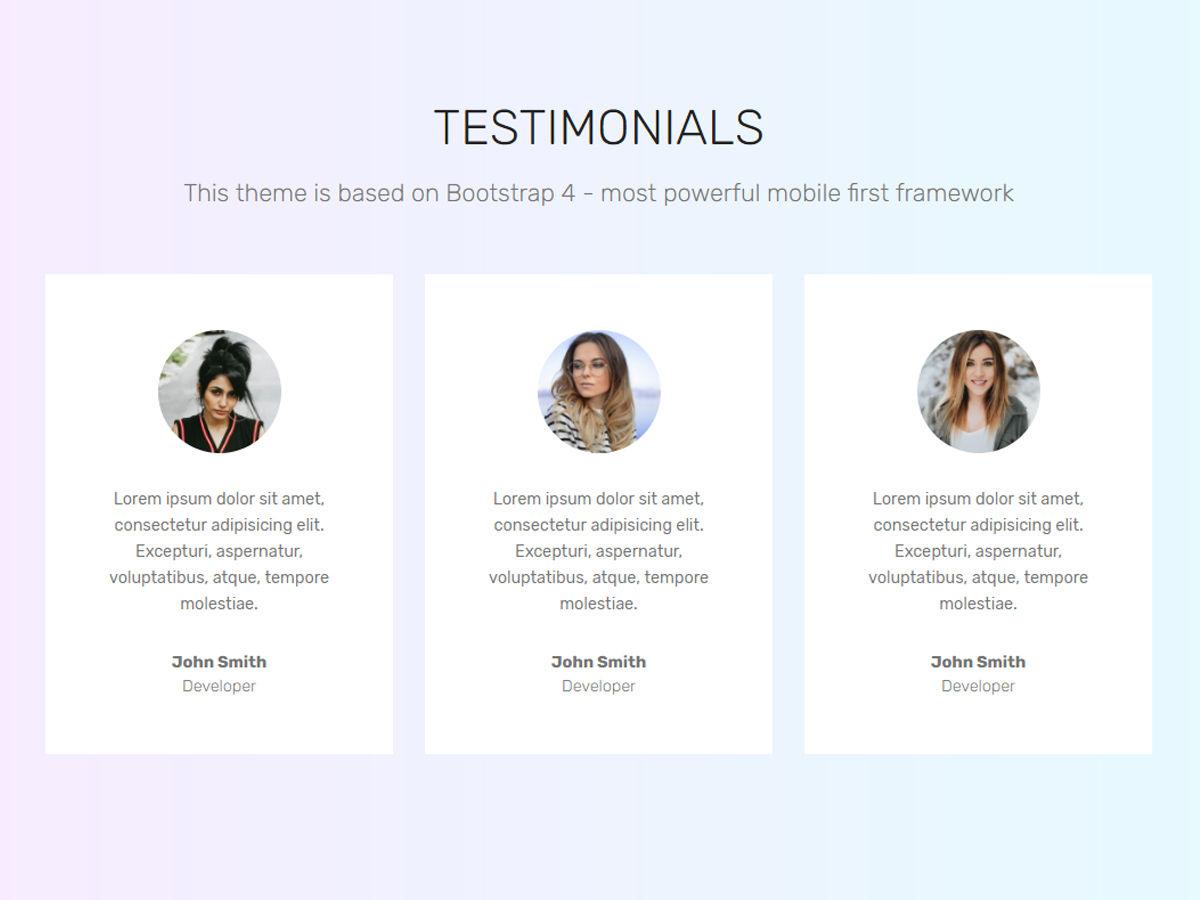 TESTIMONIALS
This theme is based on Bootstrap 4 - most powerful mobile first framework
Lorem ipsum dolor sit amet,
consectetur adipisicing elit.
Excepturi, aspernatur,
voluptatibus, atque, tempore
molestiae.
John Smith
Developer
Lorem ipsum dolor sit amet,
consectetur adipisicing elit.
Excepturi, aspernatur,
voluptatibus, atque, tempore
molestiae.
John Smith
Developer
Lorem ipsum dolor sit amet,
consectetur adipisicing elit.
Excepturi, aspernatur,
voluptatibus, atque, tempore
molestiae.
John Smith
Developer